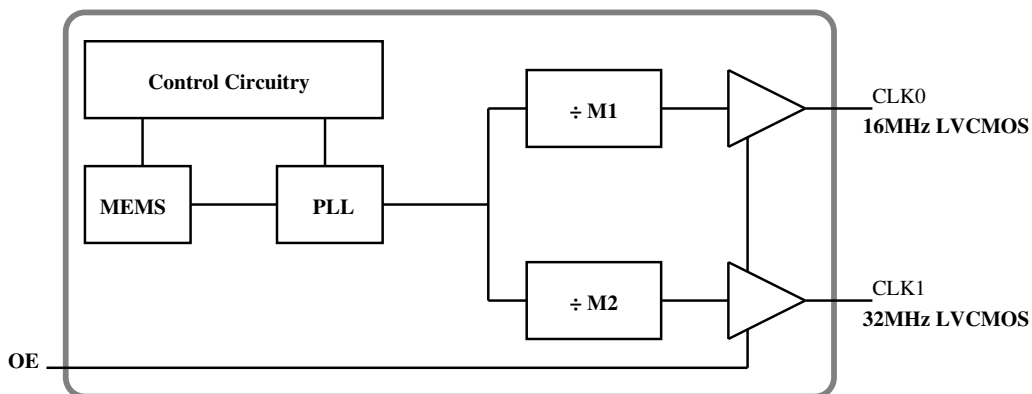 Control Circuitry
÷ M1
CLK0
16MHz LVCMOS
MEMS
PLL
÷ M2
CLK1
32MHz LVCMOS
OE